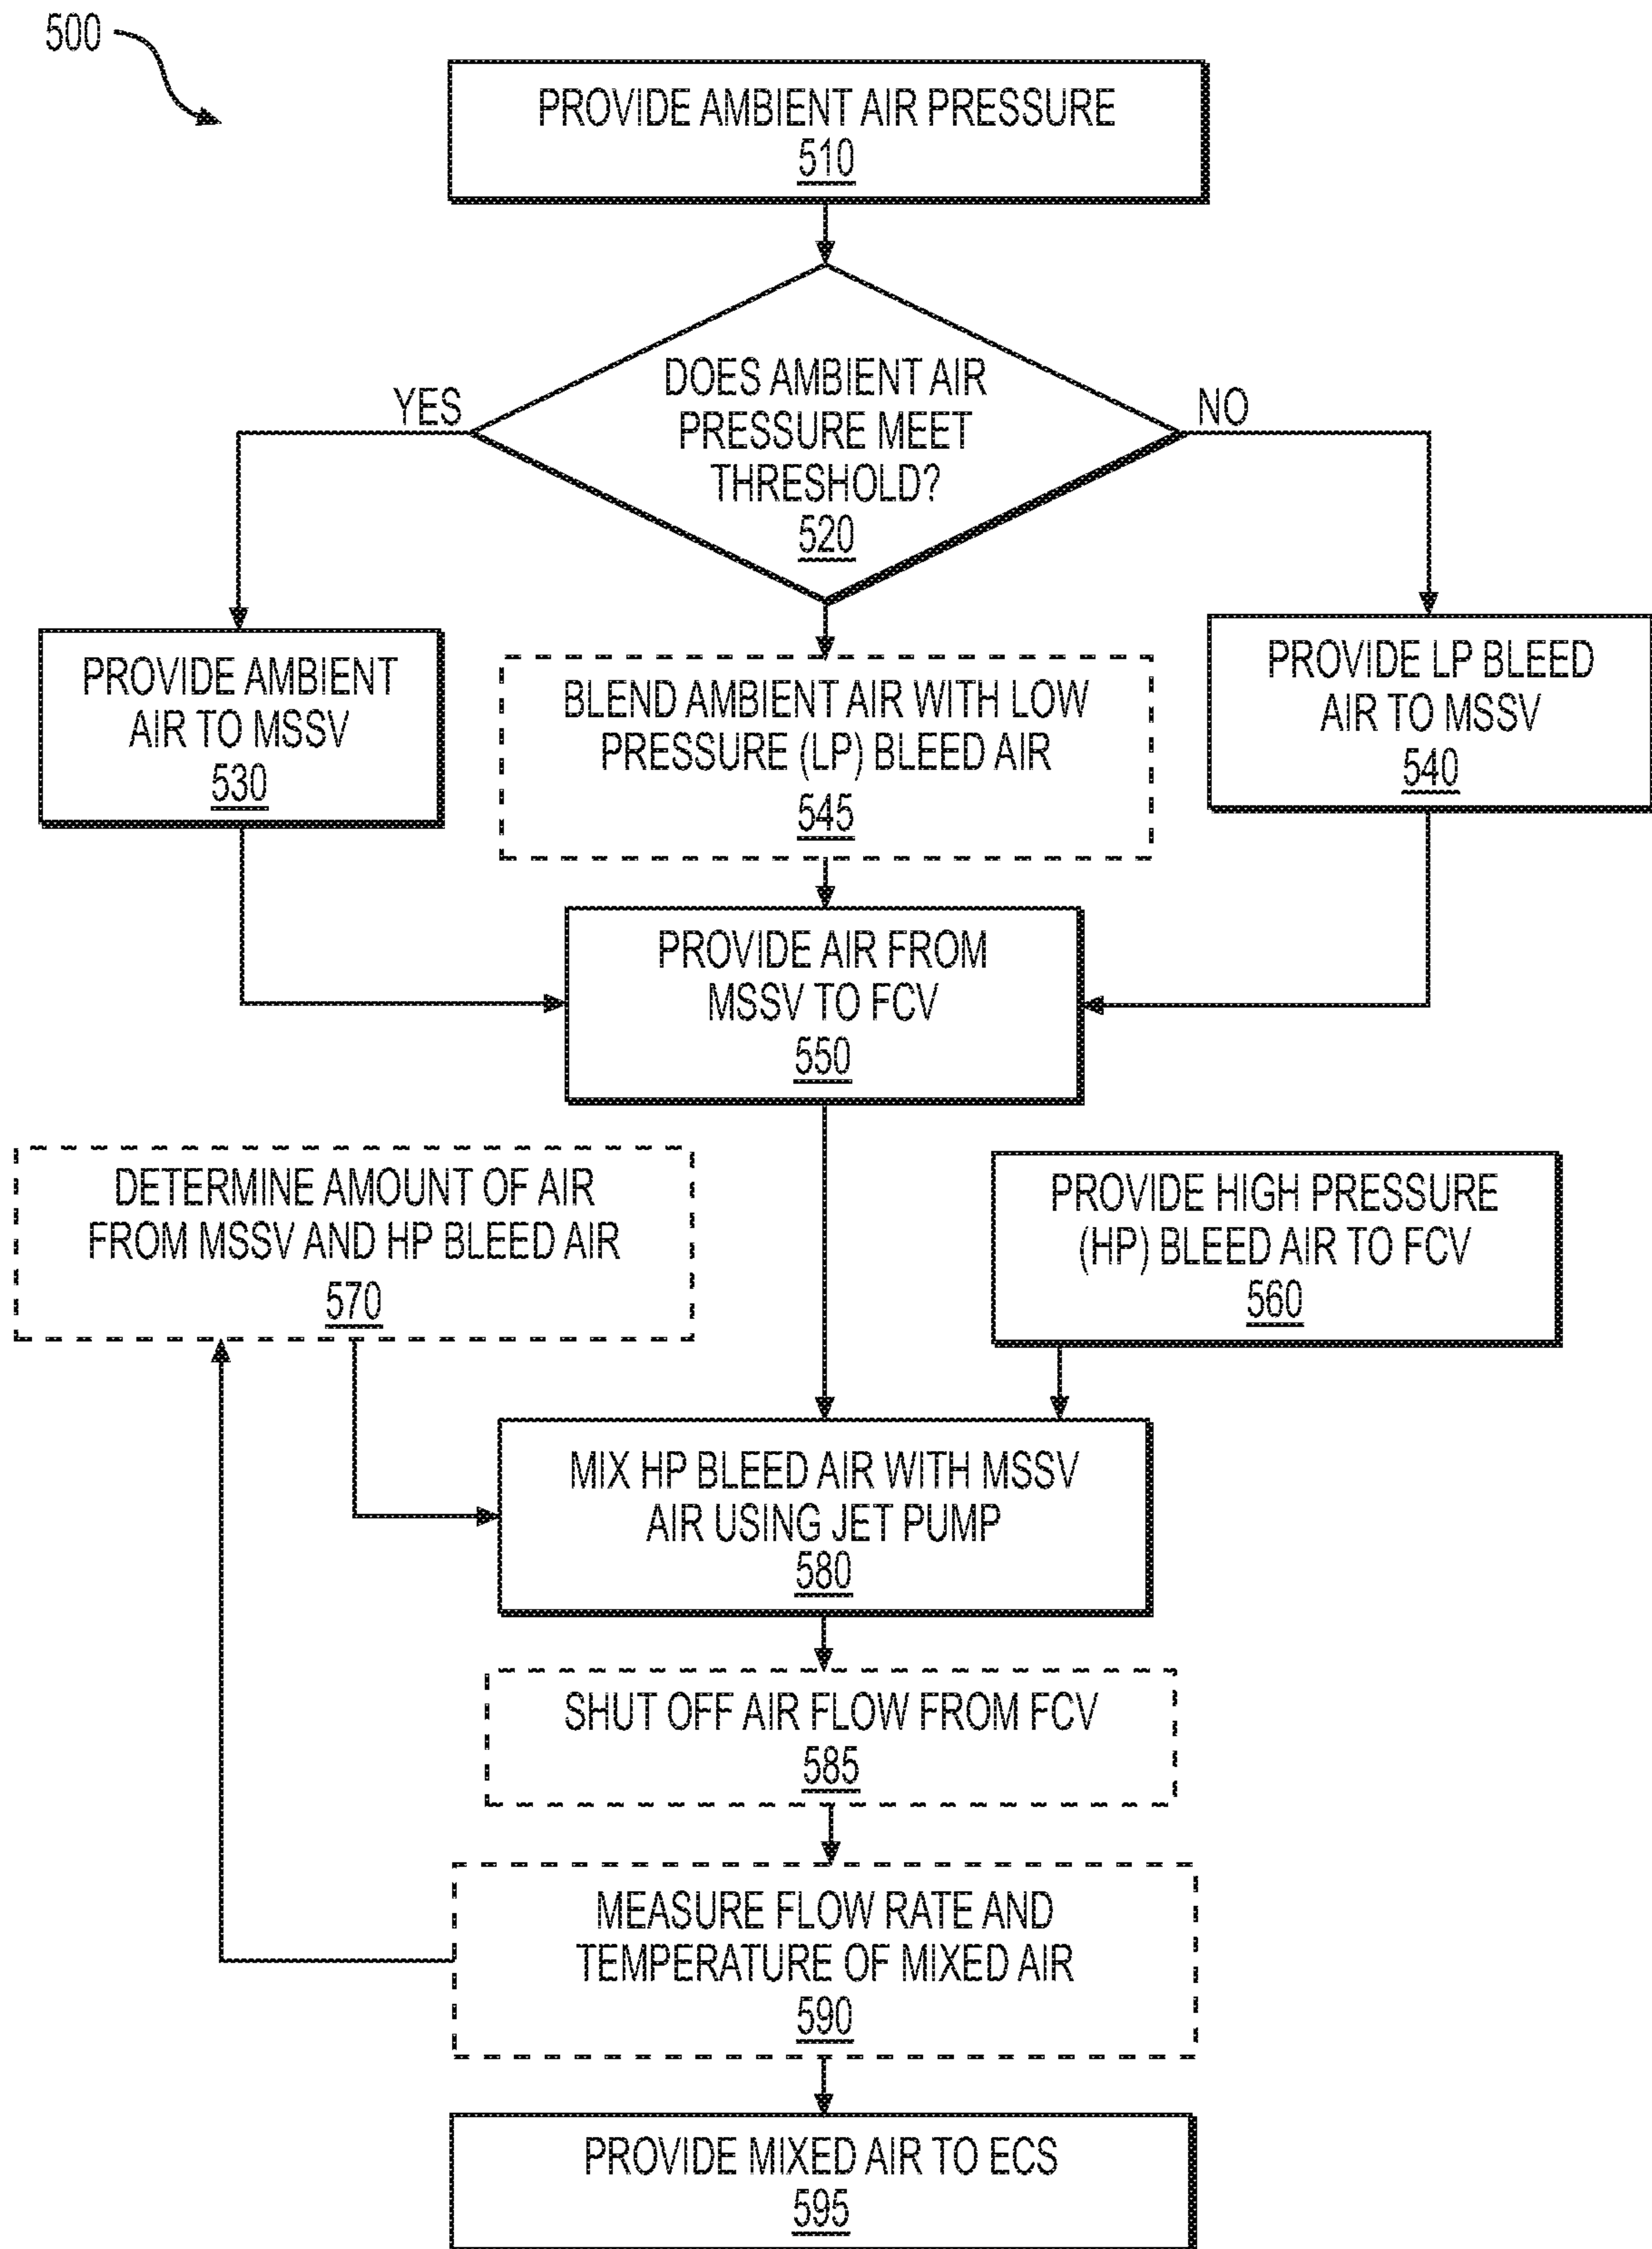 500
PROVIDE AMBIENT AIR PRESSURE
510
DOES AMBIENT AIR
PRESSURE MEET
THRESHOLD?
520
YES
NO
PROVIDE AMBIENT
AIR TO MSSV
530
BLEND AMBIENT AIR WITH LOW
PRESSURE (LP) BLEED AIR
545
PROVIDE LP BLEED
AIR TO MSSV
540
PROVIDE AIR FROM
MSSV TO FCV
550
DETERMINE AMOUNT OF AIR
FROM MSSV AND HP BLEED AIR
570
PROVIDE HIGH PRESSURE
(HP) BLEED AIR TO FCV
560
MIX HP BLEED AIR WITH MSSV
AIR USING JET PUMP
580
SHUT OFF AIR FLOW FROM FCV
585
MEASURE FLOW RATE AND
TEMPERATURE OF MIXED AIR
590
PROVIDE MIXED AIR TO ECS
595